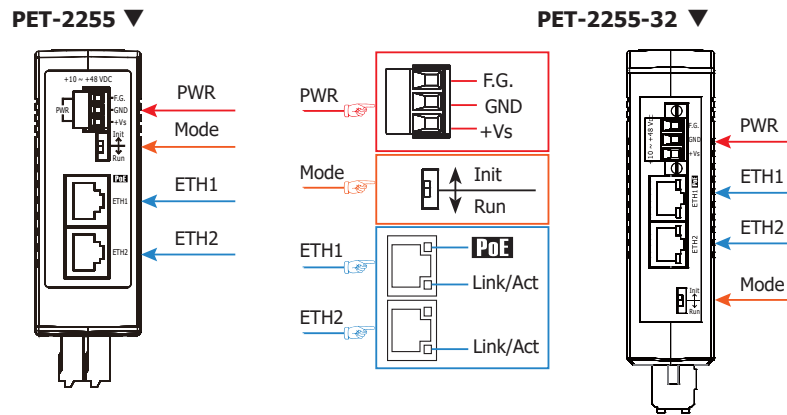 PET-2255 ▼
PET-2255-32 ▼
+10 ~ +48 VDC
PWR
F.G.
GND
+Vs
Init
Run
PoE
ETH1
ETH2
PWR
Mode
ETH1
ETH2
PWR
F.G.
GND
+Vs
Mode
Init
Run
ETH1
PoE
Link/Act
ETH2
Link/Act
+10 ~ +48 Vdc
F.G.
GND
+Vs
ETH1 PoE
ETH2
Init
Run
PWR
ETH1
ETH2
Mode